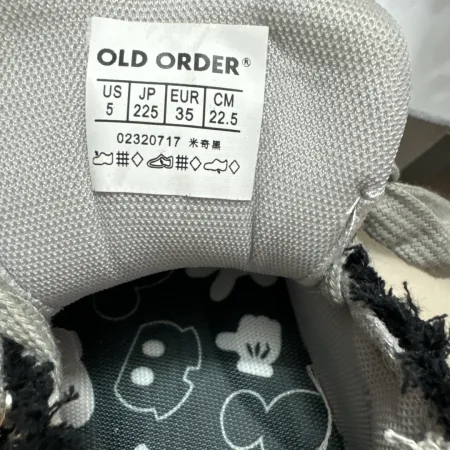 OLD ORDER®
US JP EUR CM
5 225 35 22.5
02320717 米奇黑